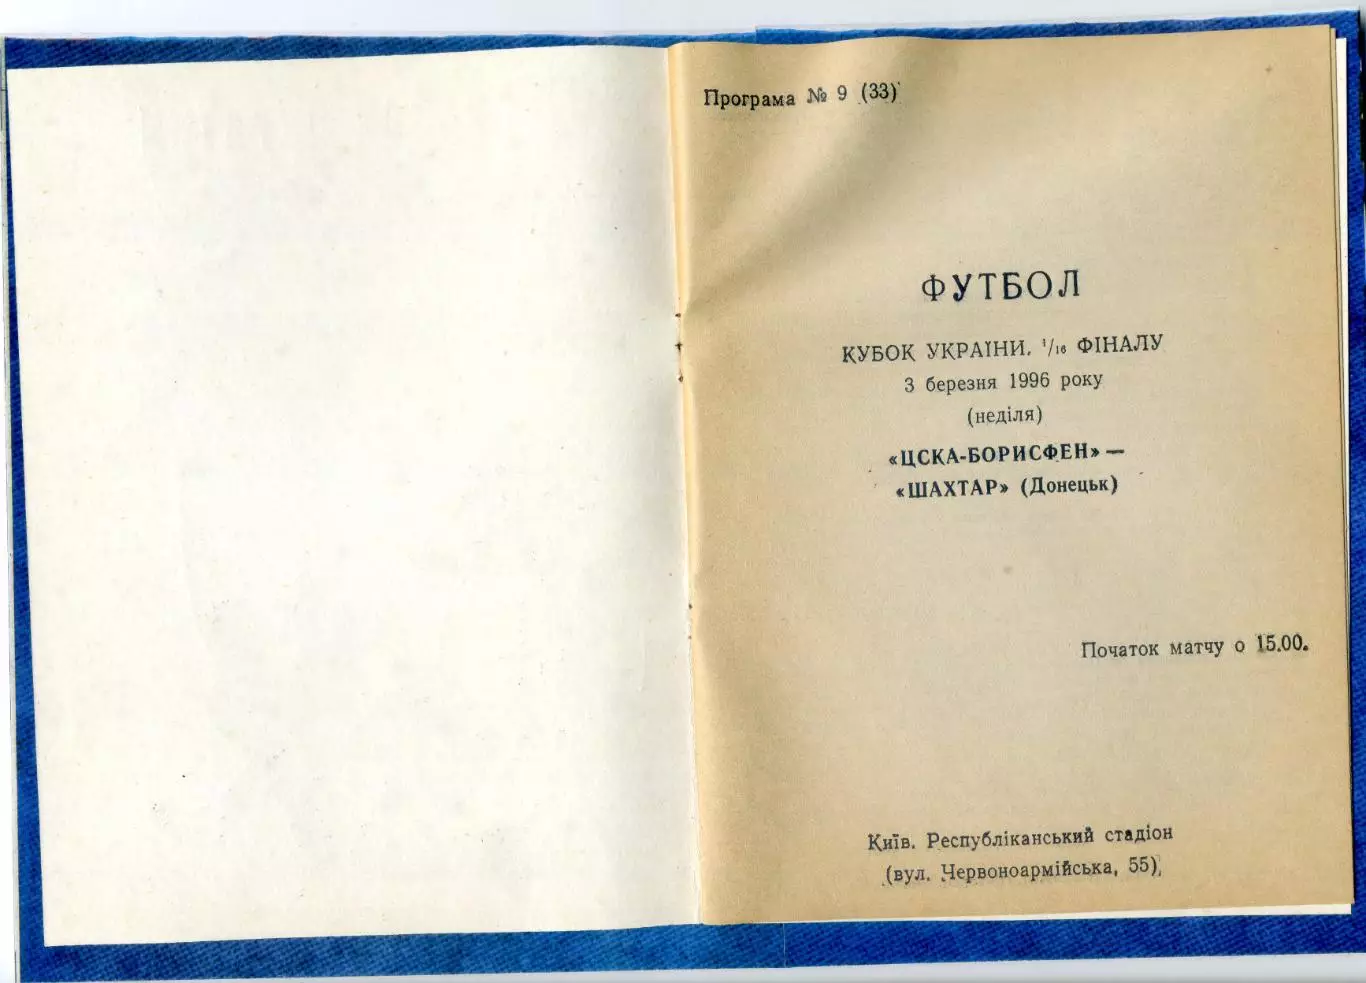 Програма № 9 (33)
ФУТБОЛ
КУБОК УКРАЇНИ. 1/16 ФІНАЛУ
3 березня 1996 року
(неділя)
«ЦСКА-БОРИСФЕН» —
«ШАХТАР» (Донецьк)
Початок матчу о 15.00.
Київ. Республіканський стадіон
(вул. Червоноармійська, 55)